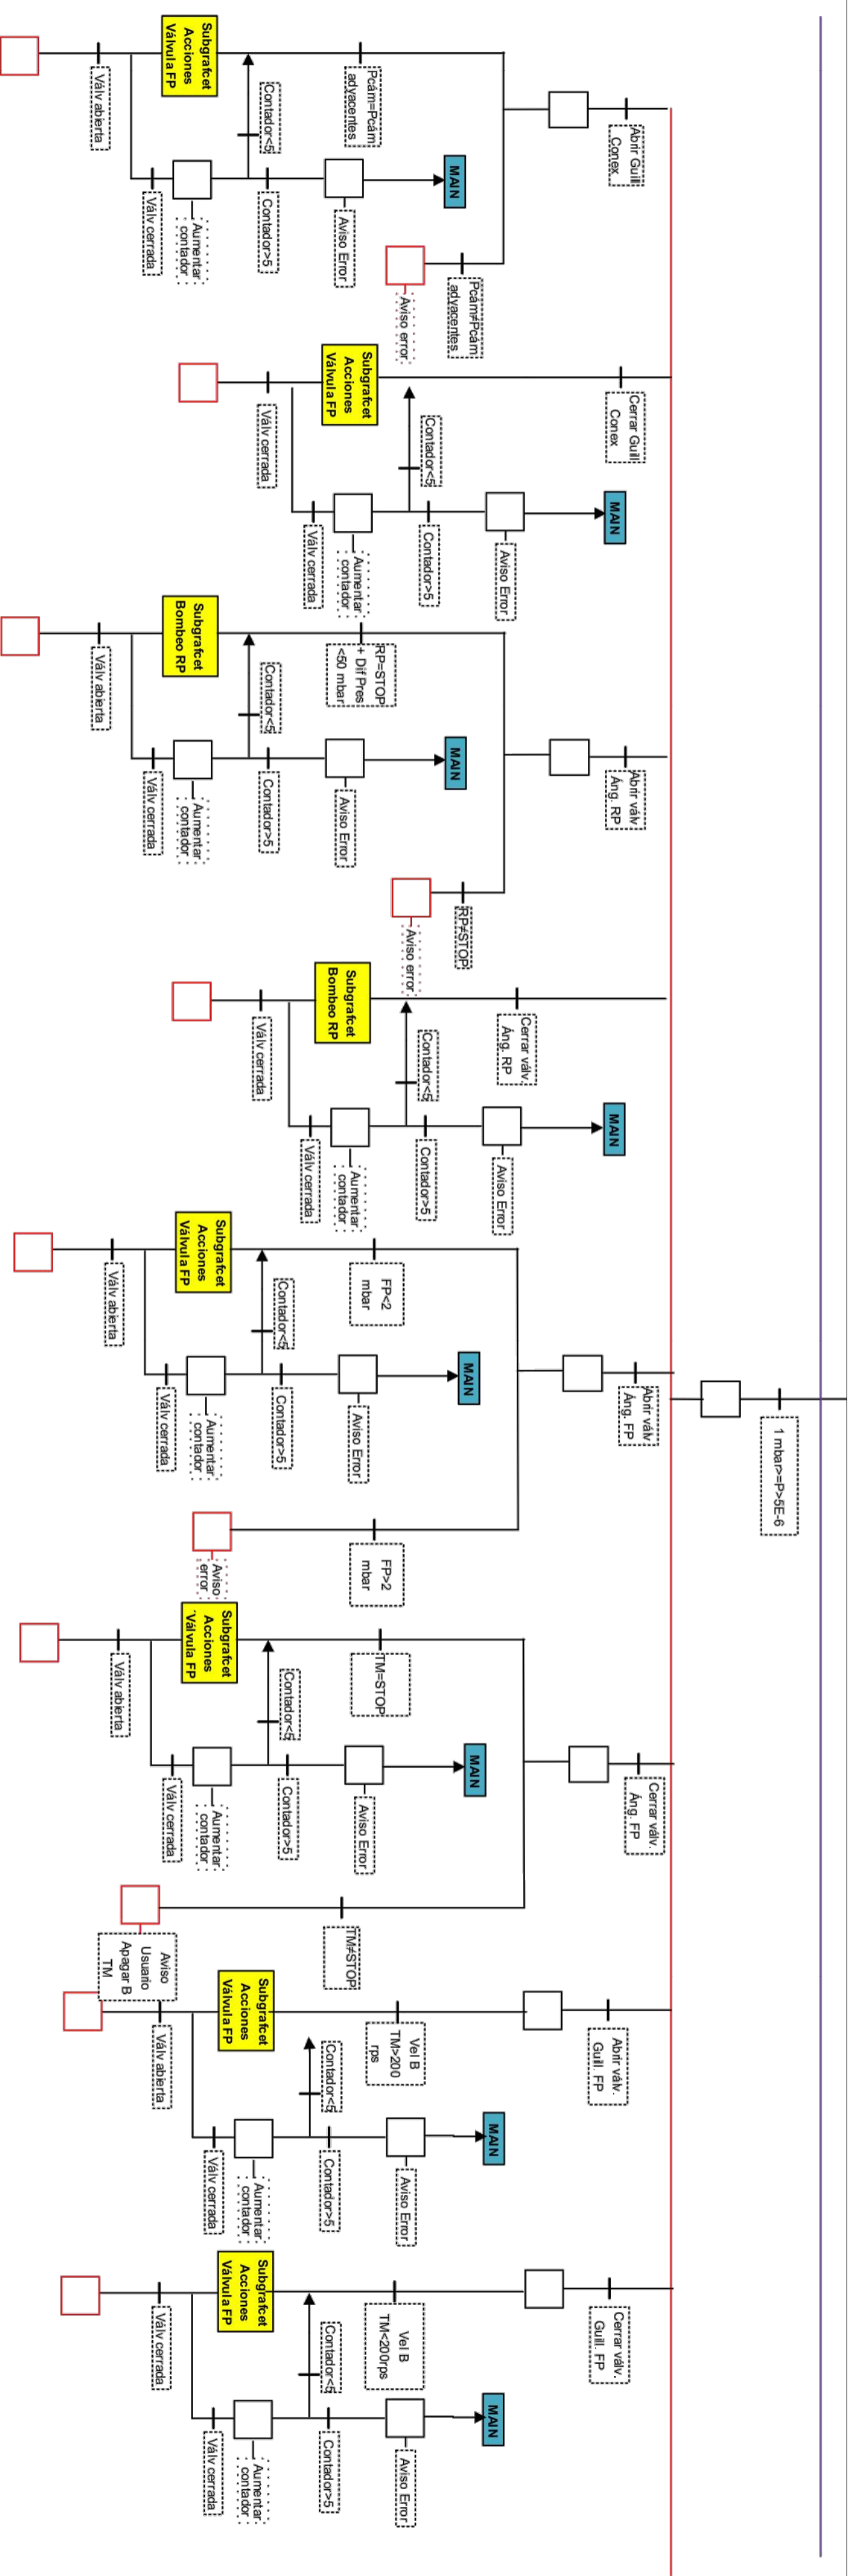 1 mbar>=P>5E-6
Abrir Guill
Conex
Pcám=Pcám
adyacentes
Pcám≠Pcám
adyacentes
Aviso error
MAIN
Aviso Error
Contador<5
Contador>5
Subgrafcet
Acciones
Válvula FP
Aumentar
contador
Válv abierta
Válv cerrada
Cerrar Guill
Conex
MAIN
Aviso Error
Contador<5
Contador>5
Subgrafcet
Acciones
Válvula FP
Aumentar
contador
Válv cerrada
Válv cerrada
Abrir válv
Áng. RP
RP=STOP
+ Dif Pres
<50 mbar
RP≠STOP
Aviso error
MAIN
Aviso Error
Contador<5
Contador>5
Subgrafcet
Bombeo RP
Aumentar
contador
Válv abierta
Válv cerrada
Cerrar válv.
Áng. RP
MAIN
Aviso Error
Contador<5
Contador>5
Subgrafcet
Bombeo RP
Aumentar
contador
Válv cerrada
Válv cerrada
Abrir válv
Áng. FP
FP<2
mbar
FP>2
mbar
Aviso
error
MAIN
Aviso Error
Contador<5
Contador>5
Subgrafcet
Acciones
Válvula FP
Aumentar
contador
Válv abierta
Válv cerrada
Cerrar válv.
Áng. FP
TM=STOP
TM≠STOP
Aviso
Usuario
Apagar B
TM
MAIN
Aviso Error
Contador<5
Contador>5
Subgrafcet
Acciones
Válvula FP
Aumentar
contador
Válv abierta
Válv cerrada
Abrir válv.
Guill. FP
Vel B
TM>200
rps
MAIN
Aviso Error
Contador<5
Contador>5
Subgrafcet
Acciones
Válvula FP
Aumentar
contador
Válv abierta
Válv cerrada
Cerrar válv.
Guill. FP
Vel B
TM<200rps
MAIN
Aviso Error
Contador<5
Contador>5
Subgrafcet
Acciones
Válvula FP
Aumentar
contador
Válv cerrada
Válv cerrada